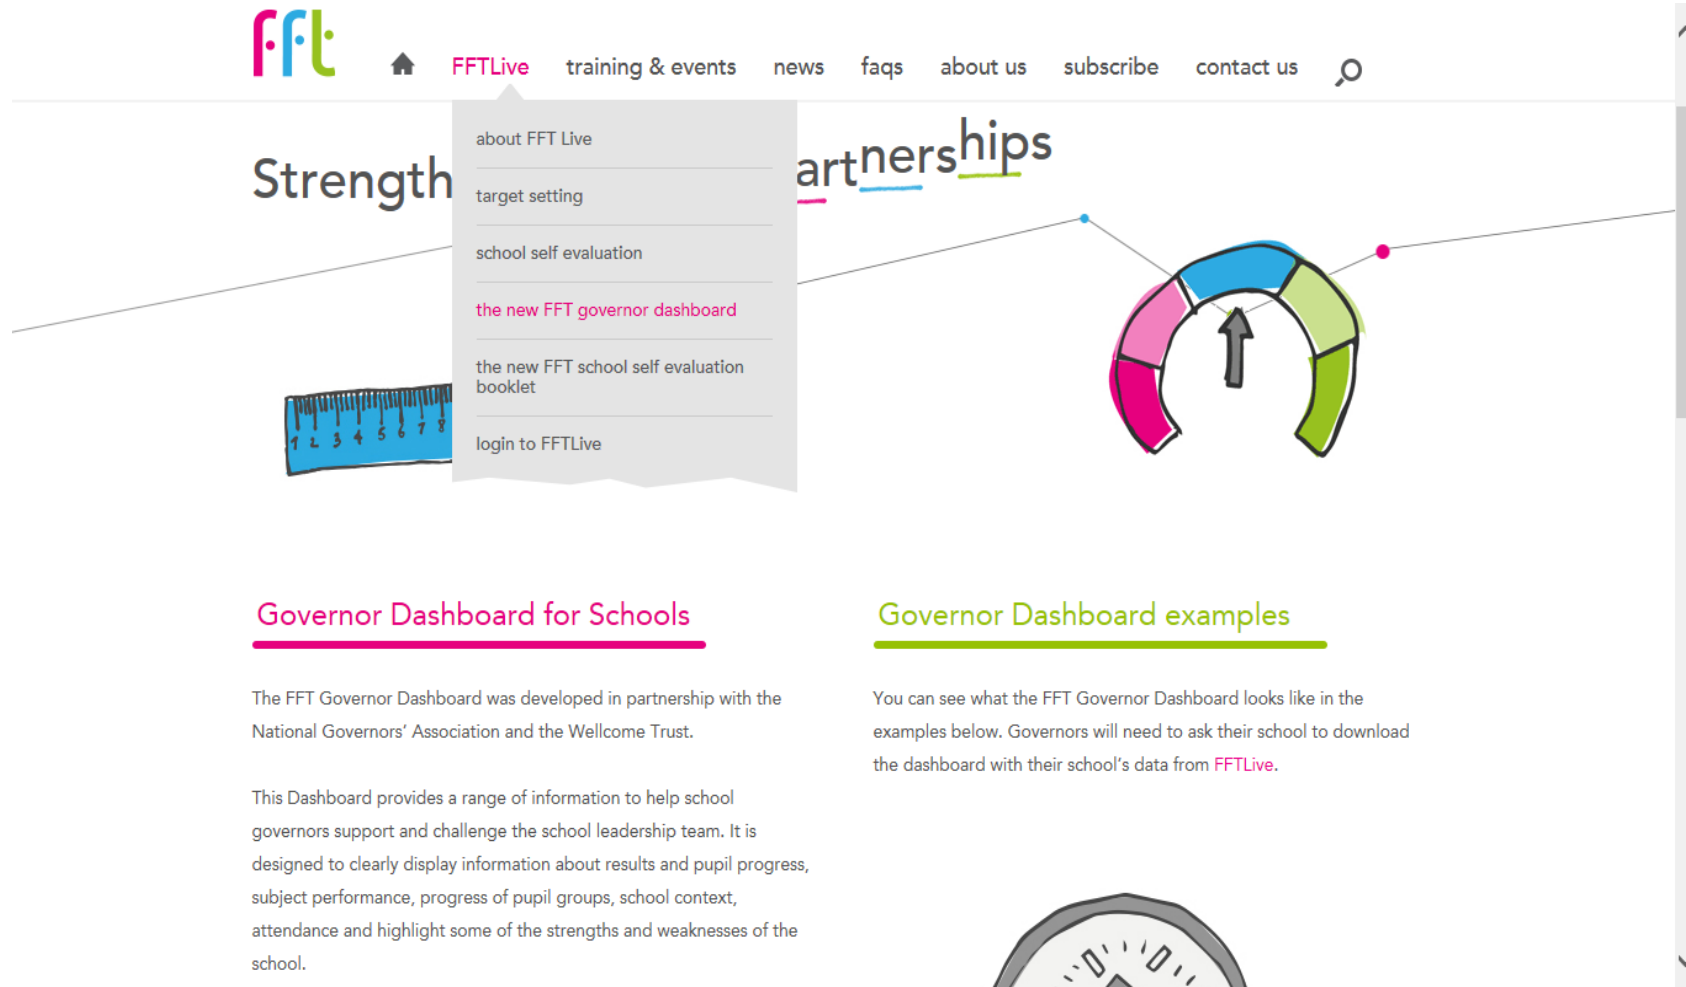 fft
FFTLive training & events news faqs about us subscribe contact us
about FFT Live
target setting
school self evaluation
the new FFT governor dashboard
the new FFT school self evaluation
booklet
login to FFTLive
Strength artnerships
1 2 3 4 5 6 7 8
Governor Dashboard for Schools
The FFT Governor Dashboard was developed in partnership with the
National Governors’ Association and the Wellcome Trust.
This Dashboard provides a range of information to help school
governors support and challenge the school leadership team. It is
designed to clearly display information about results and pupil progress,
subject performance, progress of pupil groups, school context,
attendance and highlight some of the strengths and weaknesses of the
school.
Governor Dashboard examples
You can see what the FFT Governor Dashboard looks like in the
examples below. Governors will need to ask their school to download
the dashboard with their school’s data from FFTLive.